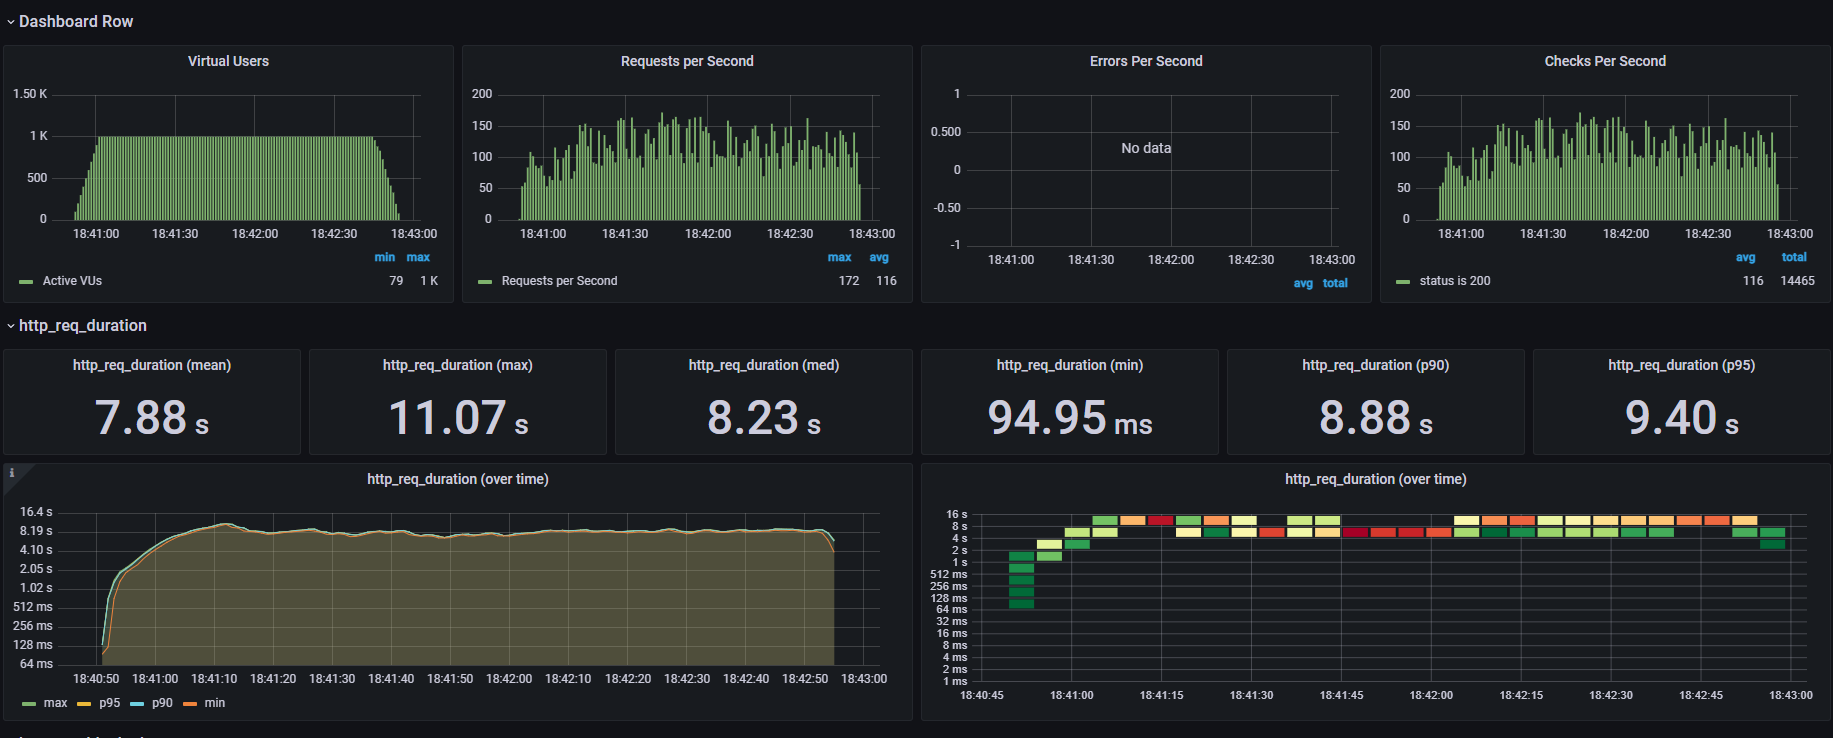 Dashboard Row
Virtual Users
1.50 K
1 K
500
0
18:41:00 18:41:30 18:42:00 18:42:30 18:43:00
min max
Active VUs 79 1 K
Requests per Second
200
150
100
50
0
18:41:00 18:41:30 18:42:00 18:42:30 18:43:00
max avg
Requests per Second 172 116
Errors Per Second
1
0.500
0
-0.50
-1
No data
18:41:00 18:41:30 18:42:00 18:42:30 18:43:00
avg total
Checks Per Second
200
150
100
50
0
18:41:00 18:41:30 18:42:00 18:42:30 18:43:00
avg total
status is 200 116 14465
http_req_duration
http_req_duration (mean)
7.88 s
http_req_duration (max)
11.07 s
http_req_duration (med)
8.23 s
http_req_duration (min)
94.95 ms
http_req_duration (p90)
8.88 s
http_req_duration (p95)
9.40 s
i
http_req_duration (over time)
16.4 s
8.19 s
4.10 s
2.05 s
1.02 s
512 ms
256 ms
128 ms
64 ms
18:40:50 18:41:00 18:41:10 18:41:20 18:41:30 18:41:40 18:41:50 18:42:00 18:42:10 18:42:20 18:42:30 18:42:40 18:42:50 18:43:00
max p95 p90 min
http_req_duration (over time)
16 s
8 s
4 s
2 s
1 s
512 ms
256 ms
128 ms
64 ms
32 ms
16 ms
8 ms
4 ms
2 ms
1 ms
18:40:45 18:41:00 18:41:15 18:41:30 18:41:45 18:42:00 18:42:15 18:42:30 18:42:45 18:43:00